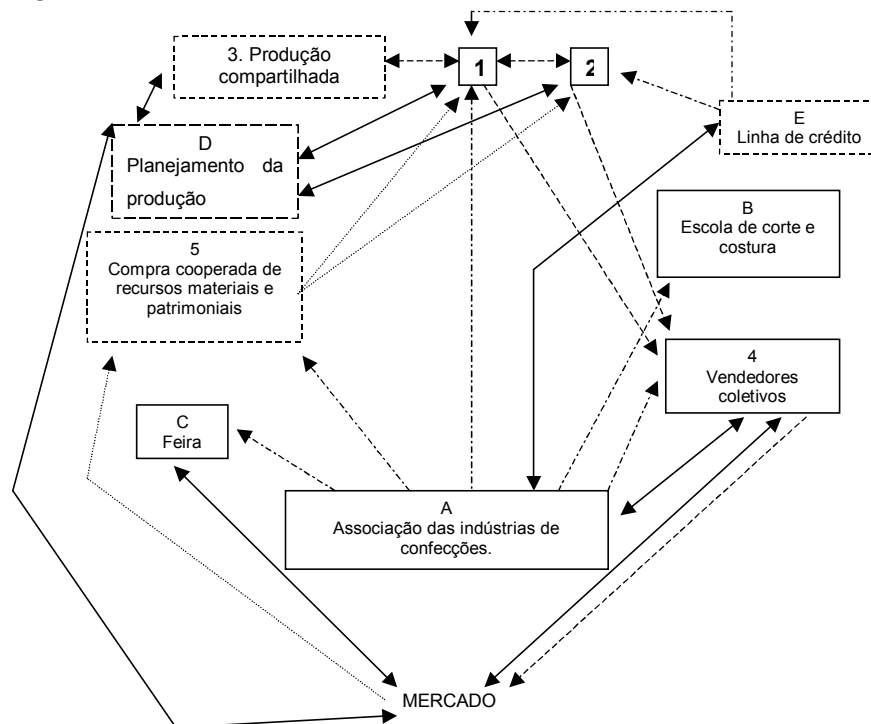 3. Produção
compartilhada
1
2
E
Linha de crédito
D
Planejamento da
produção
B
Escola de corte e
costura
5
Compra cooperada de
recursos materiais e
patrimoniais
4
Vendedores
coletivos
C
Feira
A
Associação das indústrias de
confecções.
MERCADO